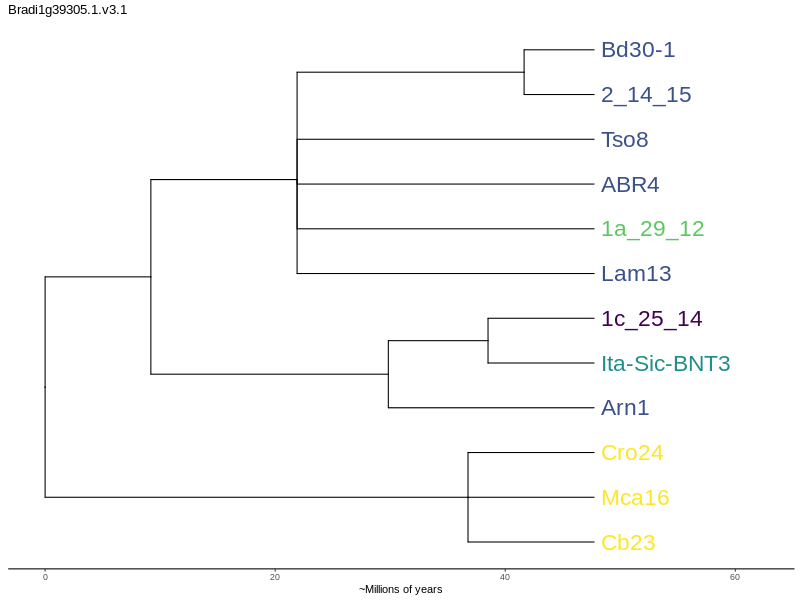 Bradi1g39305.1.v3.1
Bd30-1
2_14_15
Tso8
ABR4
1a_29_12
Lam13
1c_25_14
Ita-Sic-BNT3
Arn1
Cro24
Mca16
Cb23
0 20 40 60
~Millions of years